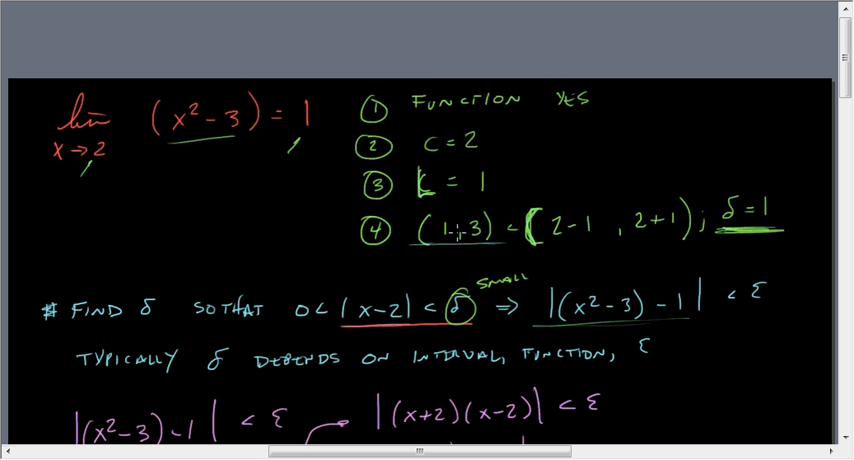 lim x→2 (x² - 3) = 1
① FUNCTION YES
② C = 2
③ L = 1
④ (1, 3) = (2-1, 2+1); δ = 1
# FIND δ SO THAT 0 < |x-2| < δ ⇒ |(x²-3)-1| < ε
SMALL
TYPICALLY δ DEPENDS ON INTERVAL, FUNCTION, ε
|(x²-3)-1| < ε
|(x+2)(x-2)| < ε